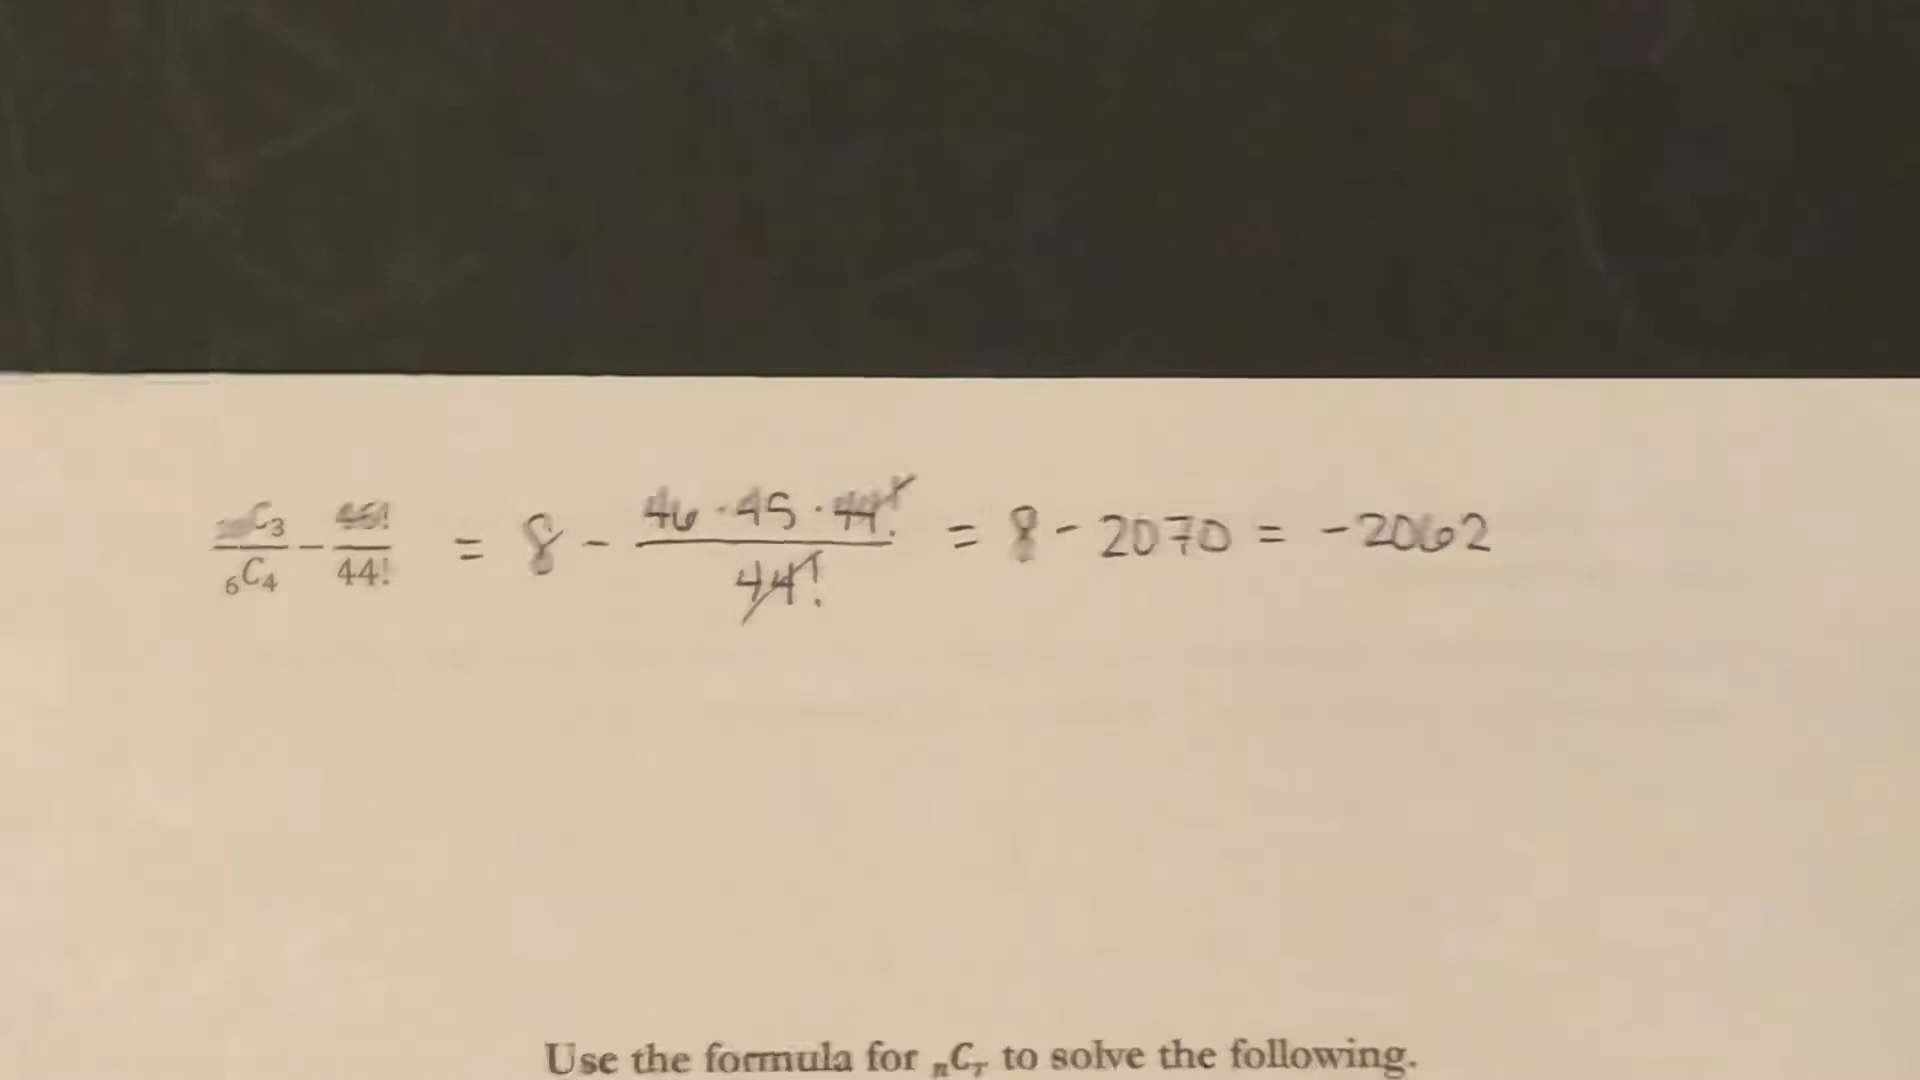 C₃/₆C₄ - /44! = 8 - 46·45·44!/44! = 8 - 2070 = -2062
Use the formula for ₙCᵣ to solve the following.